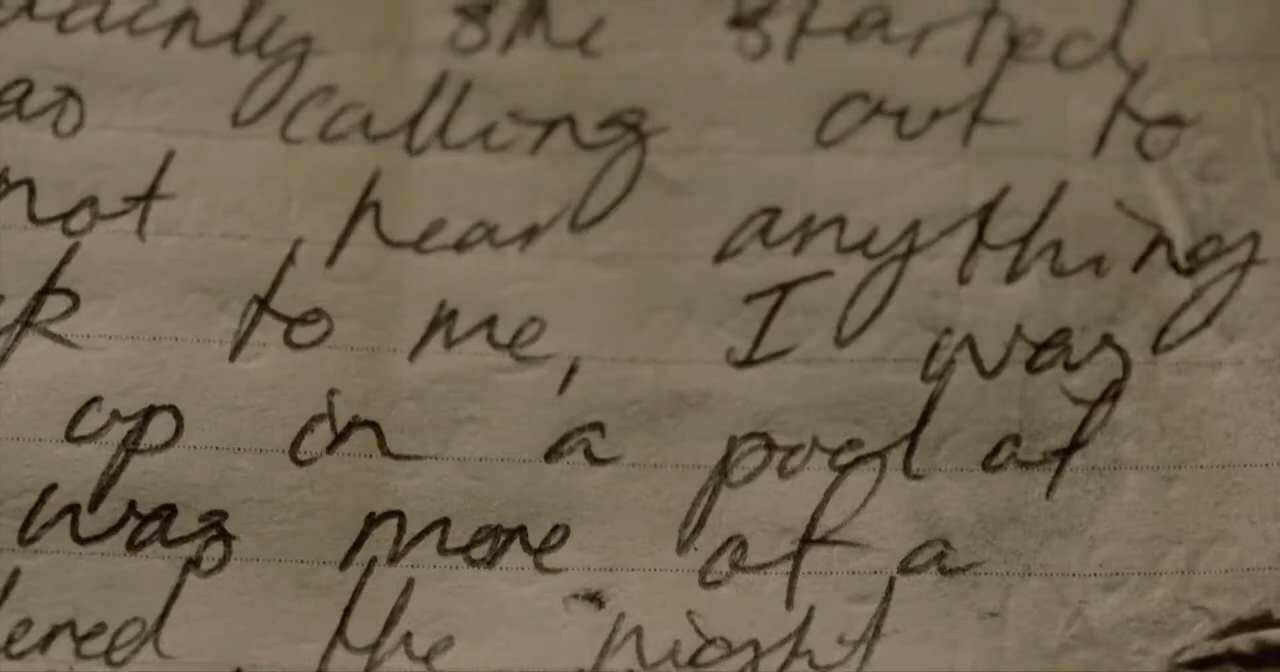 she started
calling out to
not hear anything
to me, I was
up in a pool of
was more of a
the night